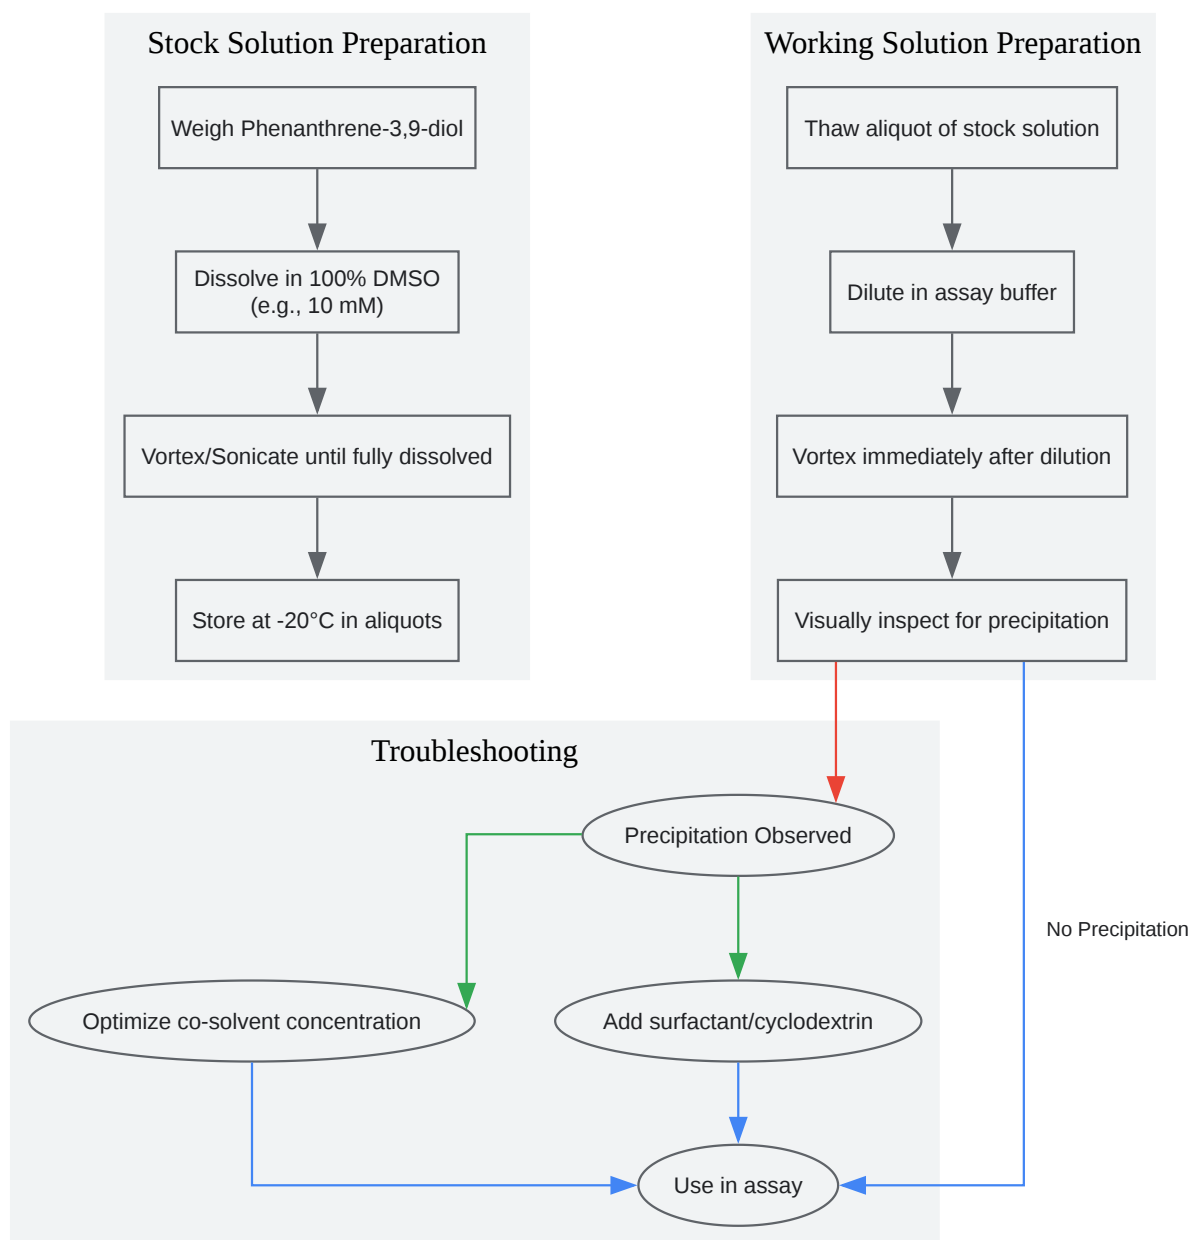 Stock Solution Preparation
Weigh Phenanthrene-3,9-diol
Dissolve in 100% DMSO
(e.g., 10 mM)
Vortex/Sonicate until fully dissolved
Store at -20°C in aliquots
Working Solution Preparation
Thaw aliquot of stock solution
Dilute in assay buffer
Vortex immediately after dilution
Visually inspect for precipitation
Troubleshooting
Precipitation Observed
No Precipitation
Optimize co-solvent concentration
Add surfactant/cyclodextrin
Use in assay